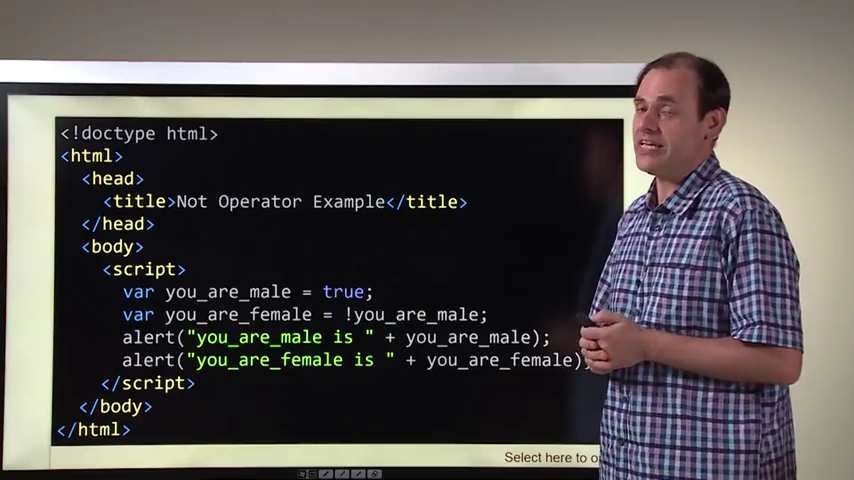 <!doctype html>
<html>
<head>
<title>Not Operator Example</title>
</head>
<body>
<script>
var you_are_male = true;
var you_are_female = !you_are_male;
alert("you_are_male is " + you_are_male);
alert("you_are_female is " + you_are_female);
</script>
</body>
</html>
Select here to